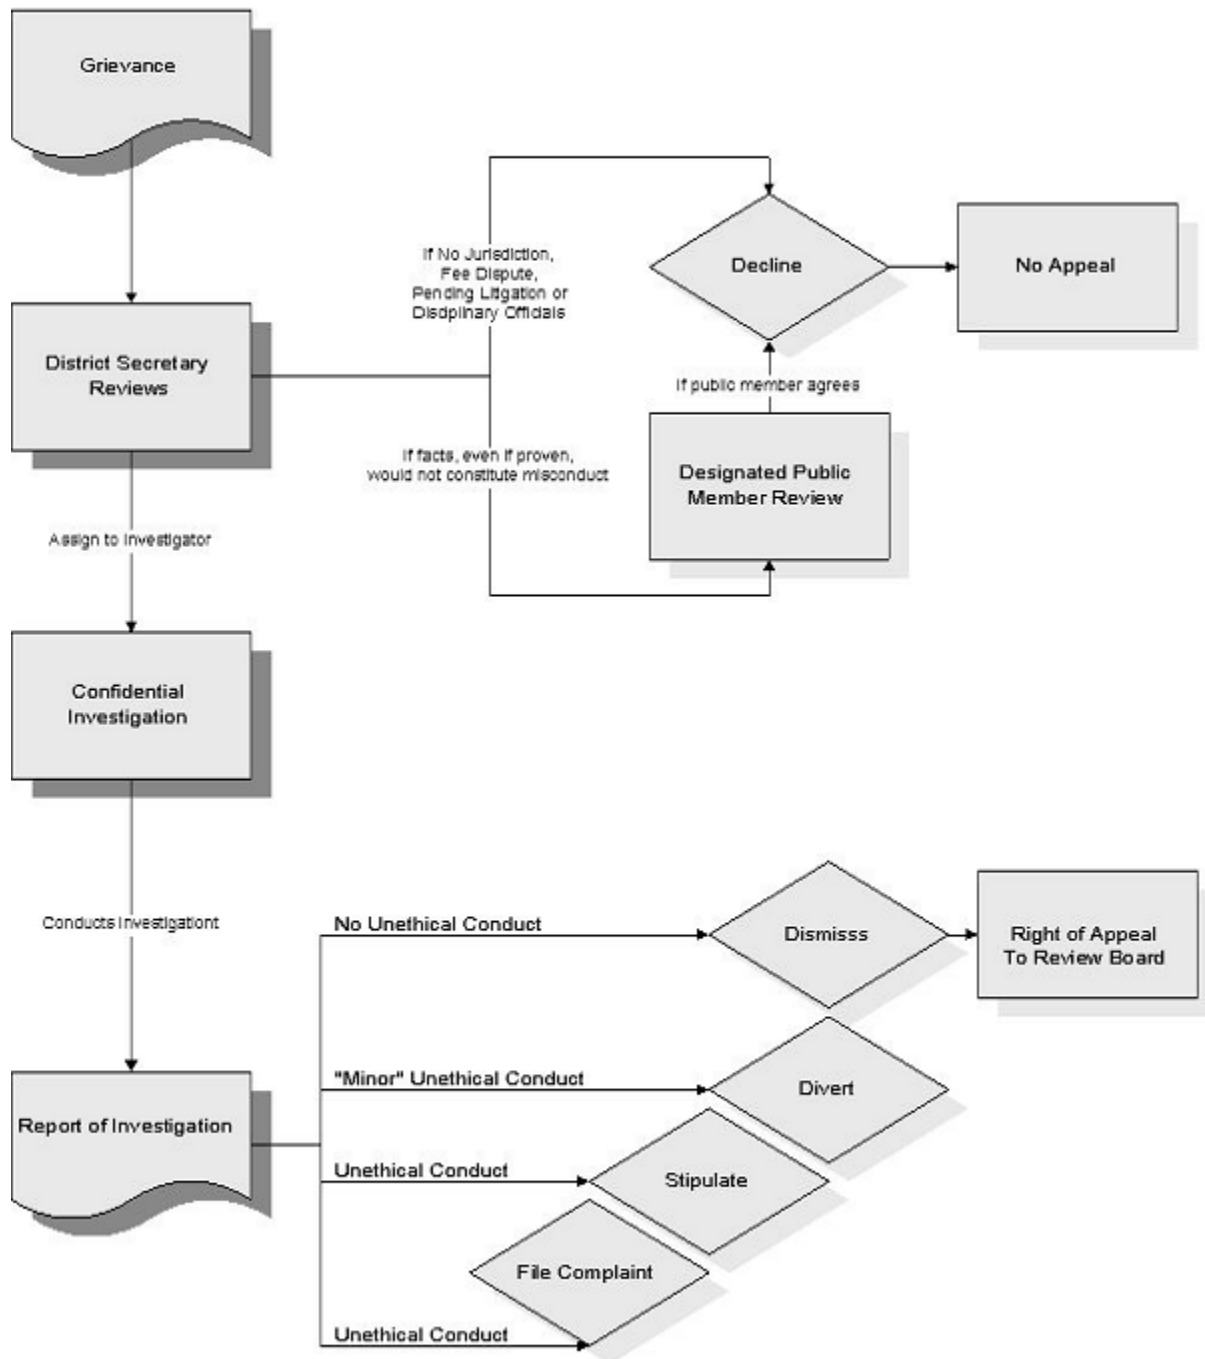 Grievance
If No Jurisdiction,
Fee Dispute,
Pending Litigation or
Disdplinary Officials
Decline
No Appeal
District Secretary
Reviews
If public member agrees
If facts, even if proven,
would not constitute misconduct
Designated Public
Member Review
Assign to Investigator
Confidential
Investigation
Conducts Investigationt
No Unethical Conduct
Dismisss
Right of Appeal
To Review Board
"Minor" Unethical Conduct
Divert
Report of Investigation
Unethical Conduct
Stipulate
File Complaint
Unethical Conduct